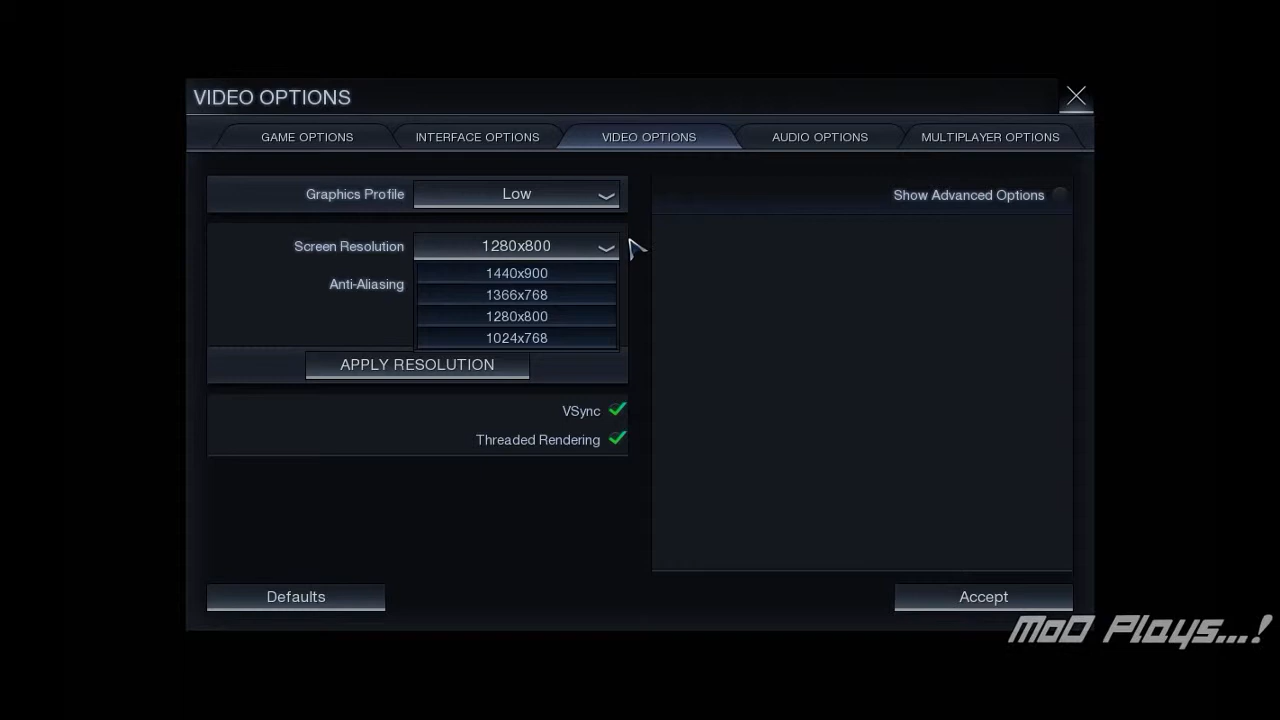 VIDEO OPTIONS
GAME OPTIONS
INTERFACE OPTIONS
VIDEO OPTIONS
AUDIO OPTIONS
MULTIPLAYER OPTIONS
Graphics Profile
Low
Show Advanced Options
Screen Resolution
1280x800
1440x900
Anti-Aliasing
1366x768
1280x800
1024x768
APPLY RESOLUTION
VSync
Threaded Rendering
Defaults
Accept
MoD Plays...!